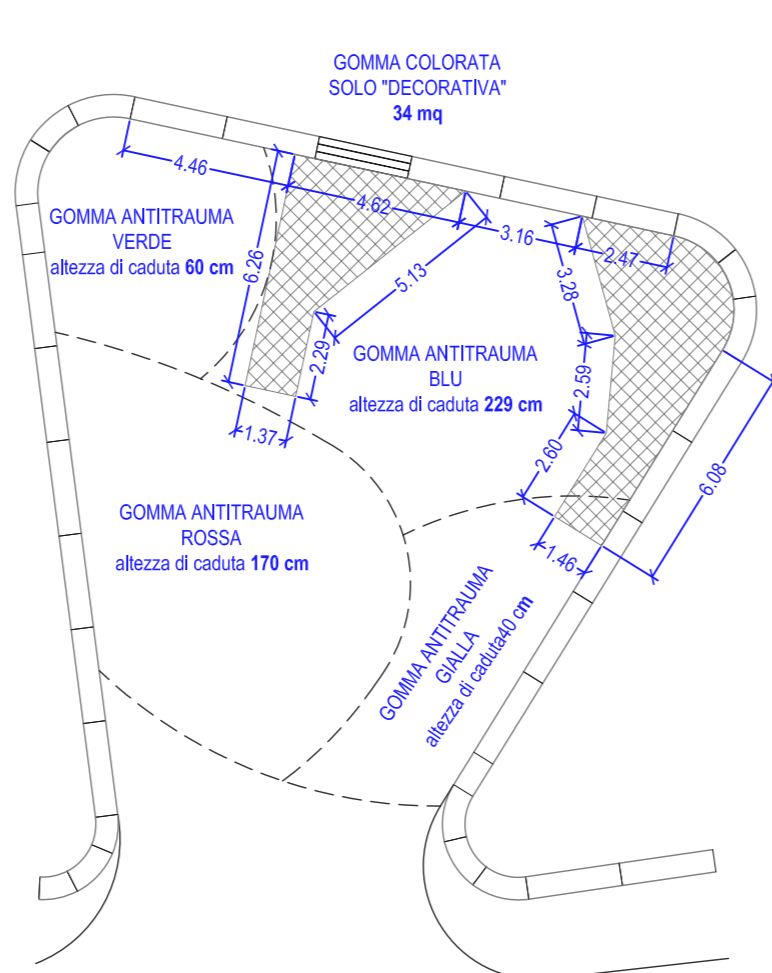 GOMMA COLORATA
SOLO "DECORATIVA"
34 mq
4.46
4.62
3.16
2.47
GOMMA ANTITRAUMA
VERDE
altezza di caduta 60 cm
6.26
5.13
3.28
2.29
GOMMA ANTITRAUMA
BLU
altezza di caduta 229 cm
2.59
1.37
2.60
6.08
GOMMA ANTITRAUMA
ROSSA
altezza di caduta 170 cm
1.46
GOMMA ANTITRAUMA
GIALLA
altezza di caduta40 cm